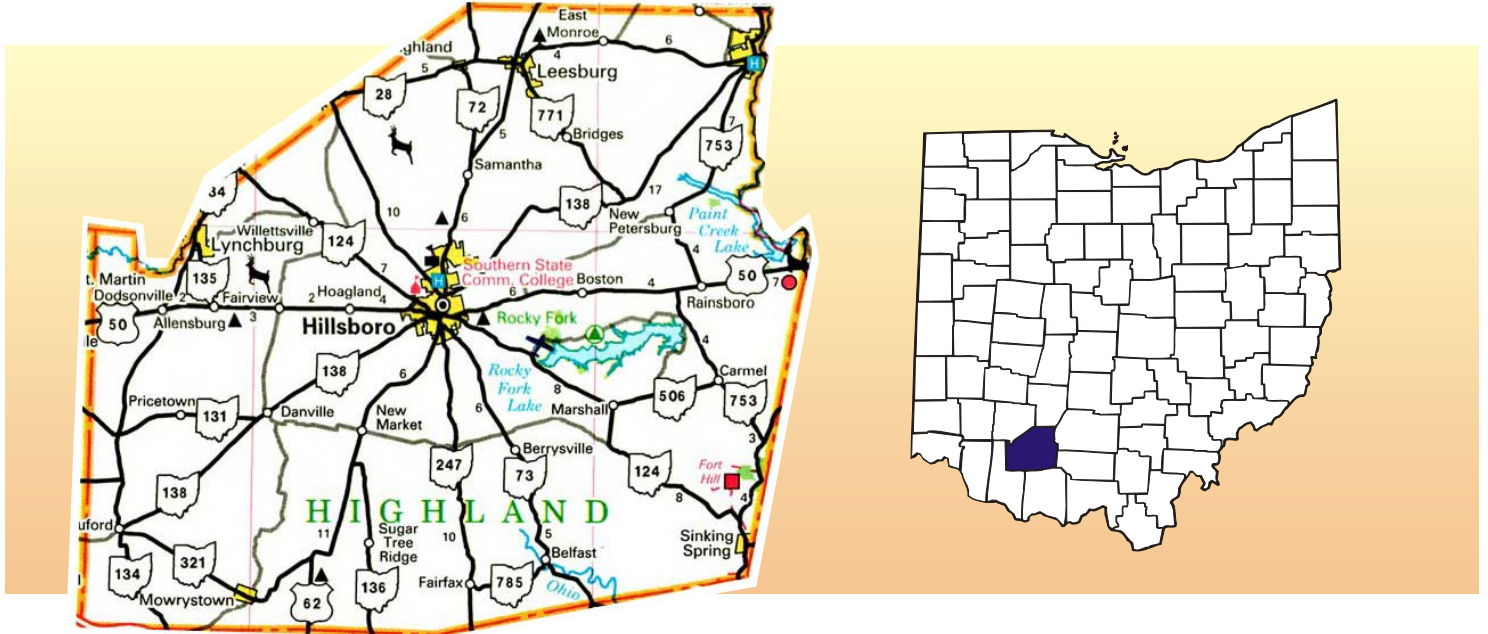 East
Monroe
6
ghland
4
5
Leesburg
H
28
72
771
7
5
Bridges
753
Samantha
34
17
10
138
6
New
Petersburg
Paint
Creek
Lake
Willettsville
Lynchburg
124
4
7
Southern State
Comm. College
H
135
50
7
t. Martin
Dodsonville
2
Fairview
2
Hoagland
4
6
Boston
4
Rainsboro
50
Allensburg
3
Hillsboro
Rocky Fork
le
4
138
6
Rocky
Fork
Lake
8
Carmel
506
753
Pricetown
131
Danville
New
Market
6
Marshall
3
Berrysville
247
73
124
Fort
Hill
138
8
4
HIGHLAND
uford
11
Sugar
Tree
Ridge
10
5
Sinking
Spring
321
Belfast
134
Mowrystown
62
136
Fairfax
785
Ohio